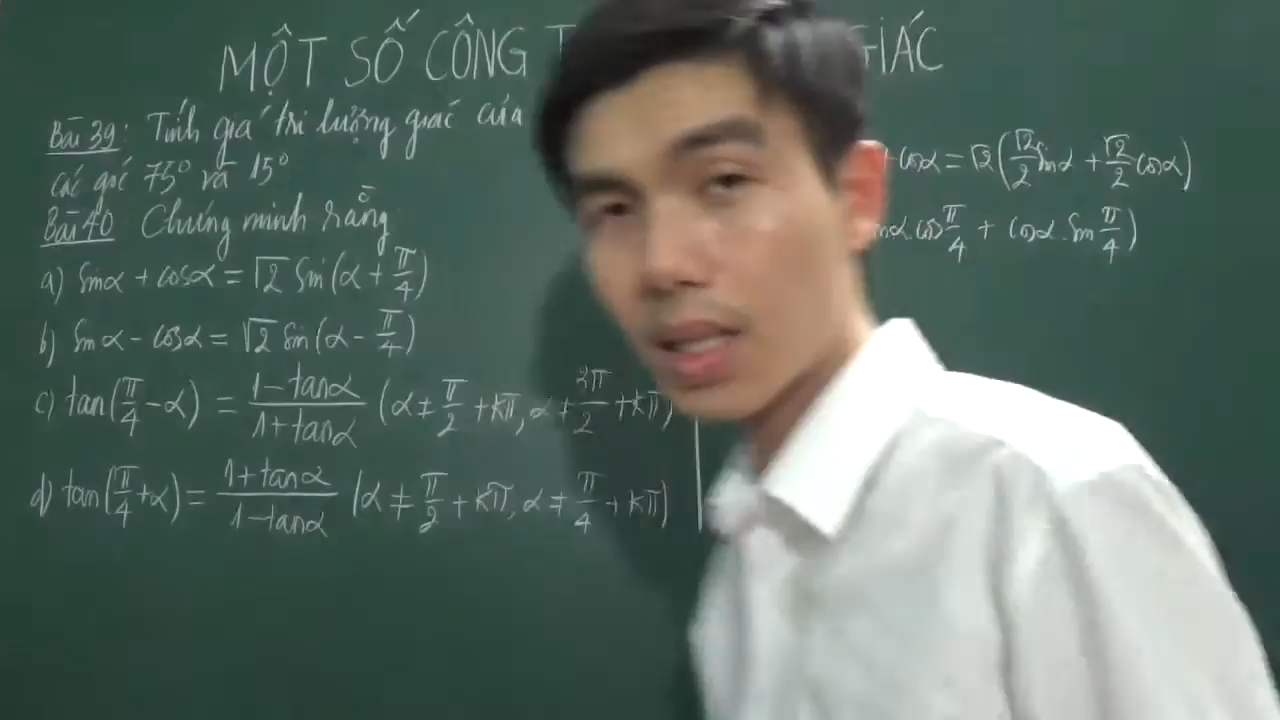 MỘT SỐ CÔNG T GIÁC
Bài 39: Tính giá trị lượng giác của
các góc 75° và 15°
Bài 40 Chứng minh rằng
a) sinα + cosα = √2 sin(α + π/4)
b) sinα - cosα = √2 sin(α - π/4)
c) tan(π/4 - α) = (1 - tanα)/(1 + tanα) (α ≠ π/2 + kπ, α ≠ 3π/2 + kπ)
d) tan(π/4 + α) = (1 + tanα)/(1 - tanα) (α ≠ π/2 + kπ, α ≠ π/4 + kπ)
+ cosα = √2(√2/2 sinα + √2/2 cosα)
inα.cos π/4 + cosα.sin π/4)